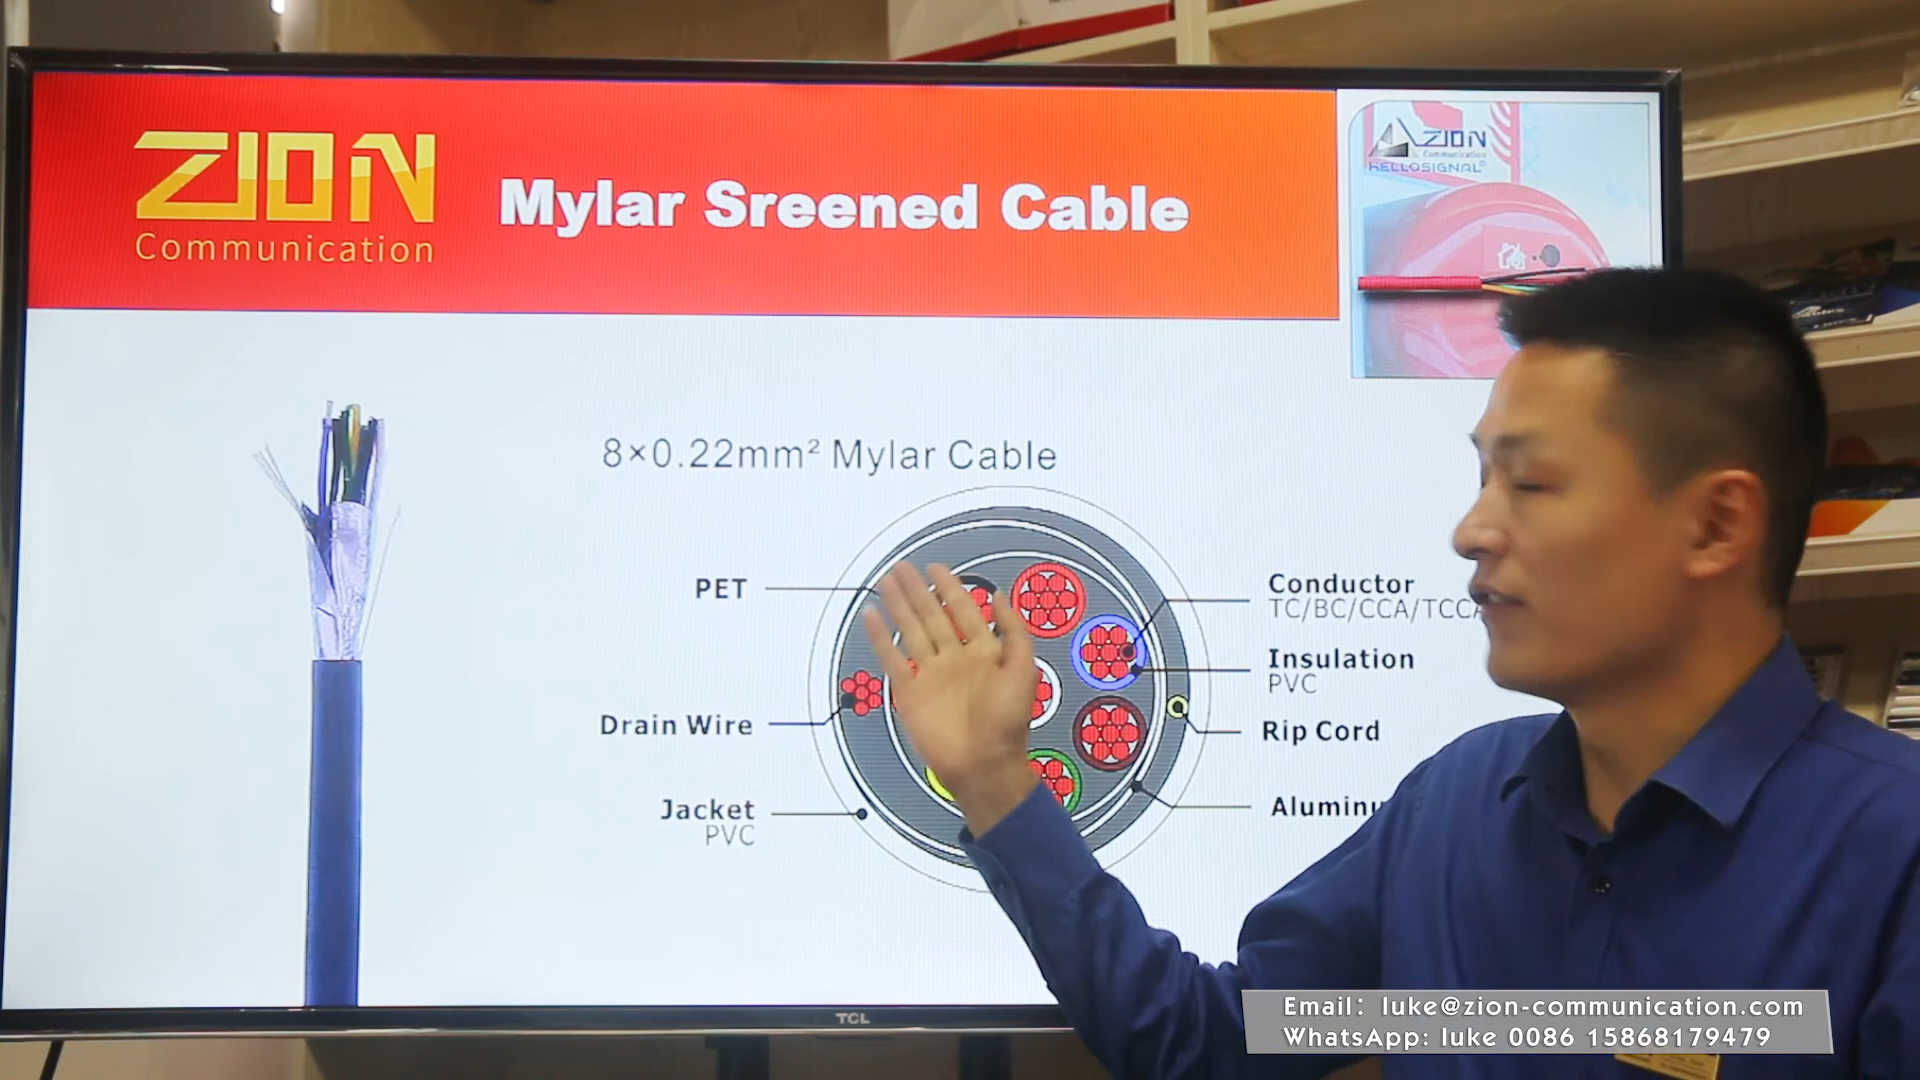 ZION
Communication
Mylar Sreened Cable
ZION
Communication
HELLOSIGNAL®
8×0.22mm² Mylar Cable
PET
Drain Wire
Jacket
PVC
Conductor
TC/BC/CCA/TCCA
Insulation
PVC
Rip Cord
Aluminu
TCL
Email: luke@zion-communication.com
WhatsApp: luke 0086 15868179479